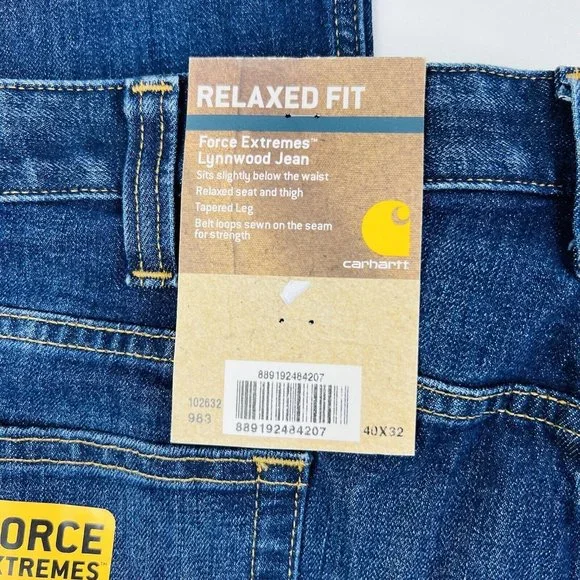 RELAXED FIT
Force Extremes™
Lynnwood Jean
Sits slightly below the waist
Relaxed seat and thigh
Tapered Leg
Belt loops sewn on the seam
for strength
carhartt
889192484207
102632
983
889192484207
40X32
FORCE
EXTREMES